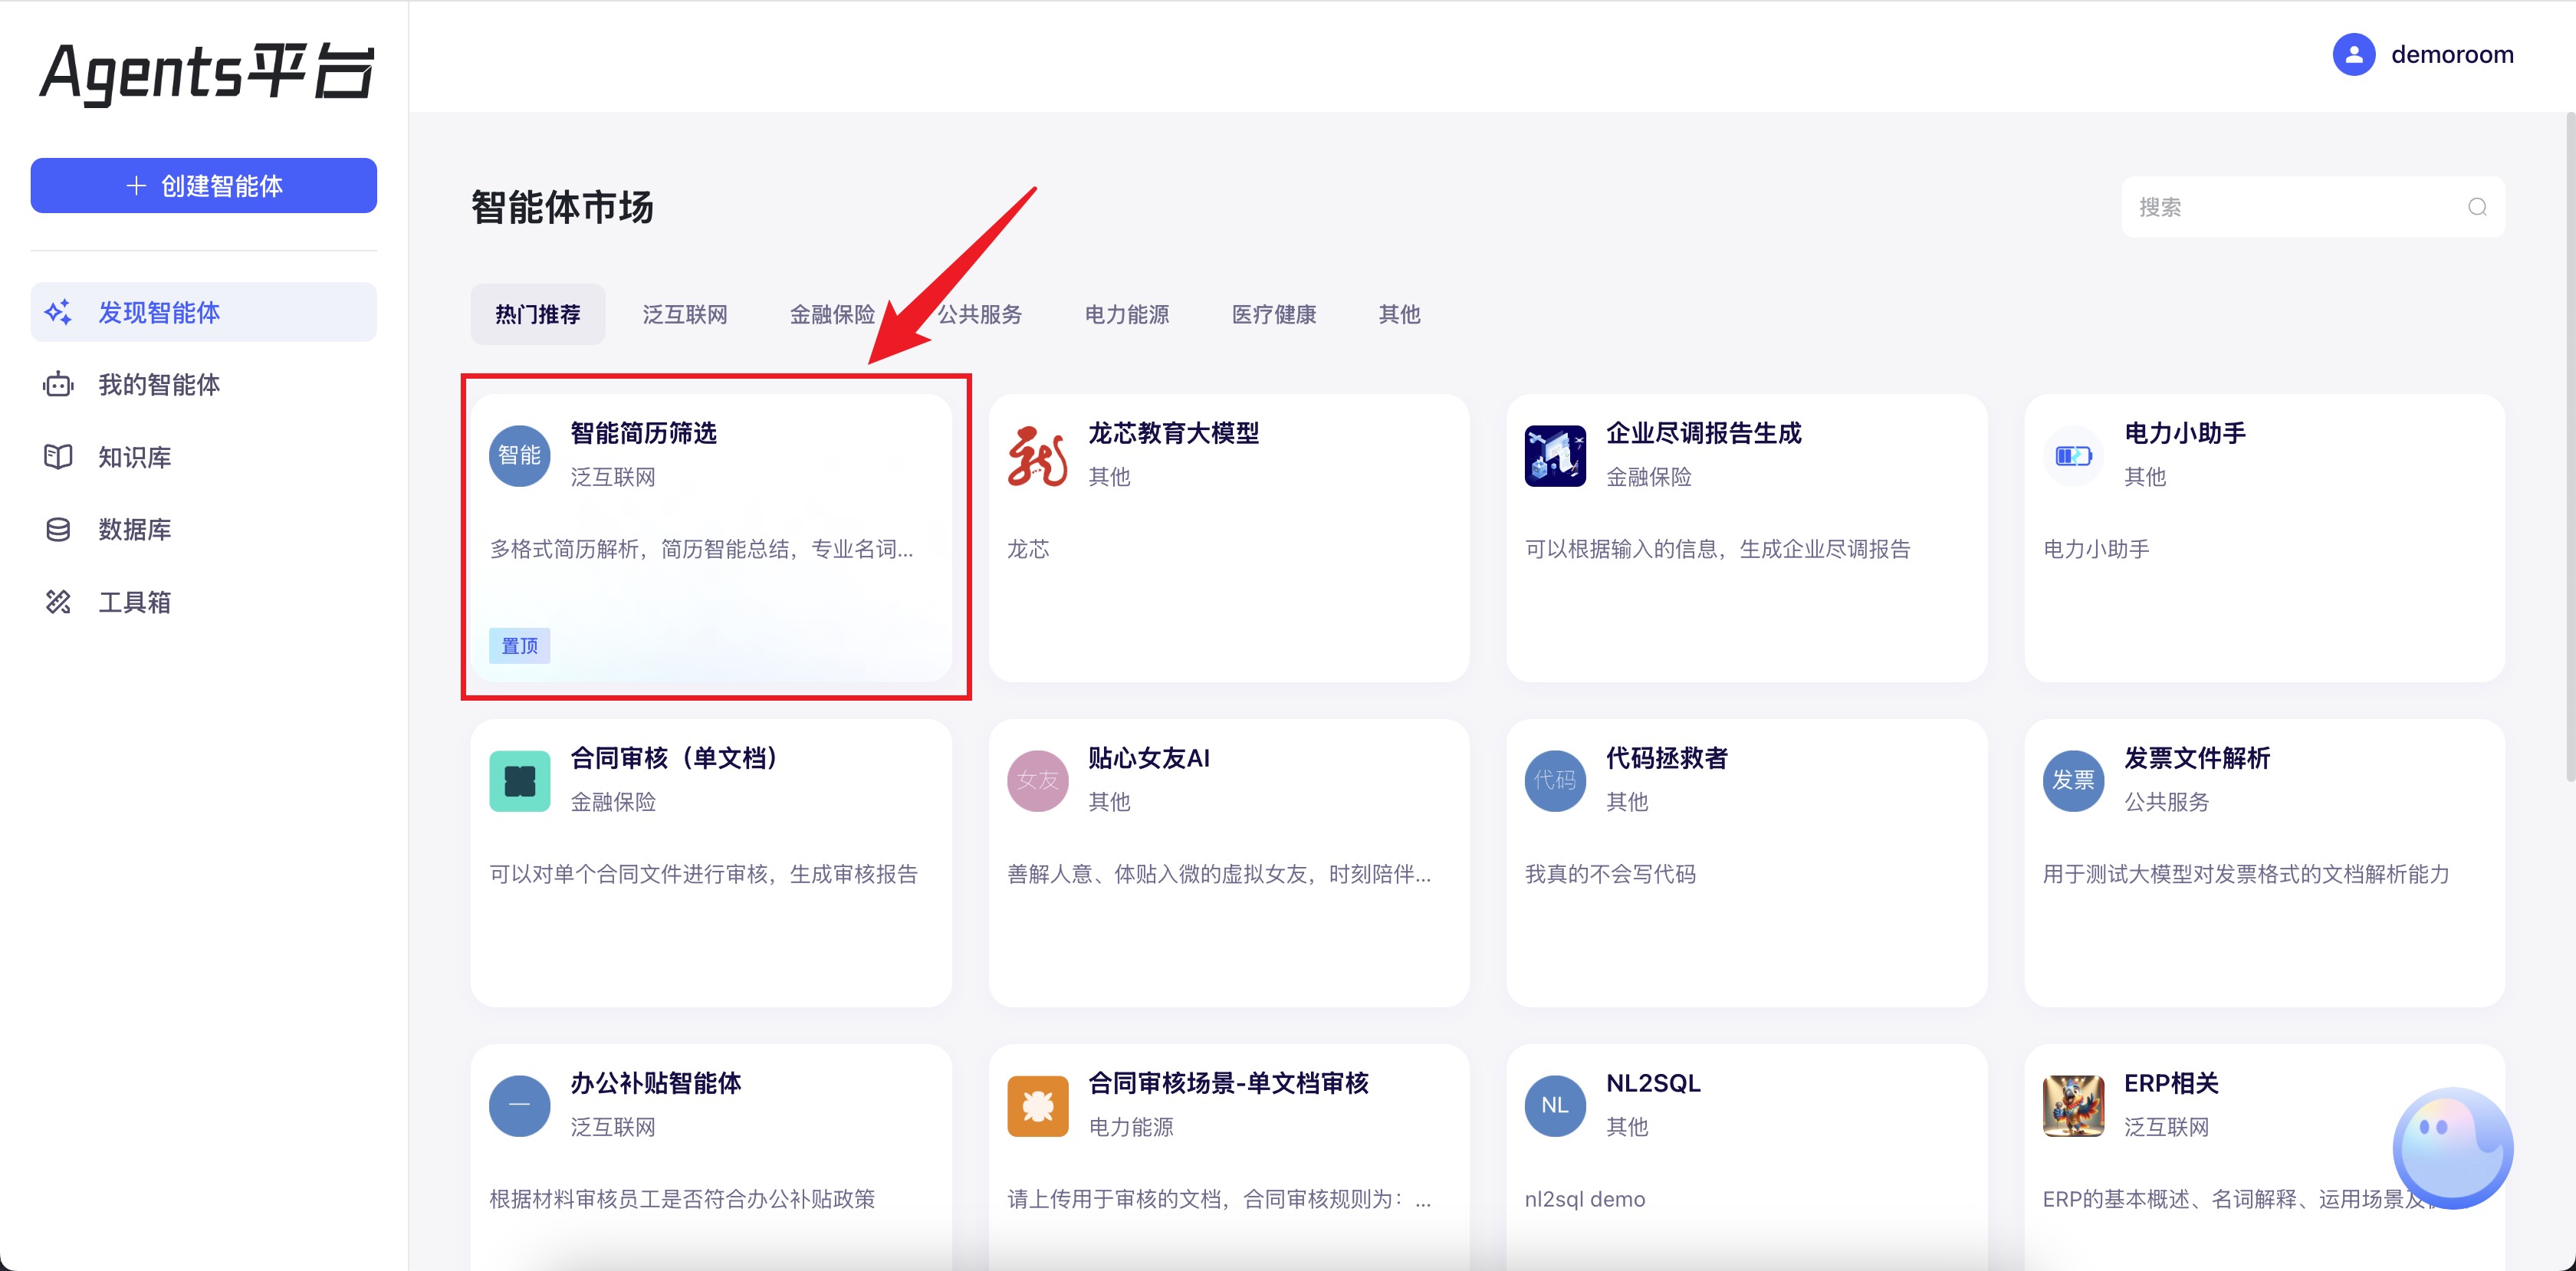 Agents平台
demoroom
创建智能体
发现智能体
我的智能体
知识库
数据库
工具箱
智能体市场
搜索
热门推荐
泛互联网
金融保险
公共服务
电力能源
医疗健康
其他
智能
智能简历筛选
泛互联网
多格式简历解析，简历智能总结，专业名词...
置顶
龙芯教育大模型
其他
龙芯
企业尽调报告生成
金融保险
可以根据输入的信息，生成企业尽调报告
电力小助手
其他
电力小助手
合同审核（单文档）
金融保险
可以对单个合同文件进行审核，生成审核报告
女友
贴心女友AI
其他
善解人意、体贴入微的虚拟女友，时刻陪伴...
代码
代码拯救者
其他
我真的不会写代码
发票
发票文件解析
公共服务
用于测试大模型对发票格式的文档解析能力
一
办公补贴智能体
泛互联网
根据材料审核员工是否符合办公补贴政策
合同审核场景-单文档审核
电力能源
请上传用于审核的文档，合同审核规则为：...
NL
NL2SQL
其他
nl2sql demo
ERP相关
泛互联网
ERP的基本概述、名词解释、运用场景及